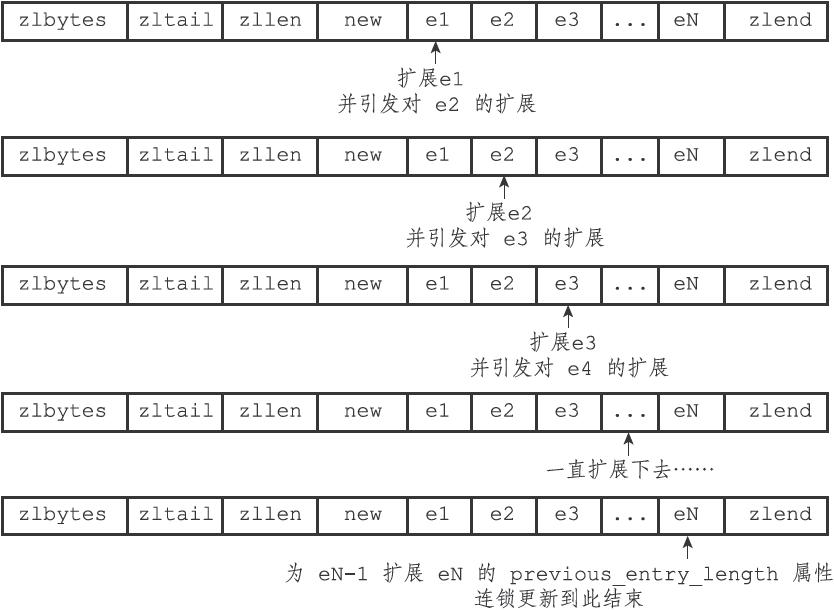 zlbytes zltail zllen new e1 e2 e3 ... eN zlend
扩展e1
并引发对 e2 的扩展
zlbytes zltail zllen new e1 e2 e3 ... eN zlend
扩展e2
并引发对 e3 的扩展
zlbytes zltail zllen new e1 e2 e3 ... eN zlend
扩展e3
并引发对 e4 的扩展
zlbytes zltail zllen new e1 e2 e3 ... eN zlend
一直扩展下去……
zlbytes zltail zllen new e1 e2 e3 ... eN zlend
为 eN-1 扩展 eN 的 previous_entry_length 属性
连锁更新到此结束